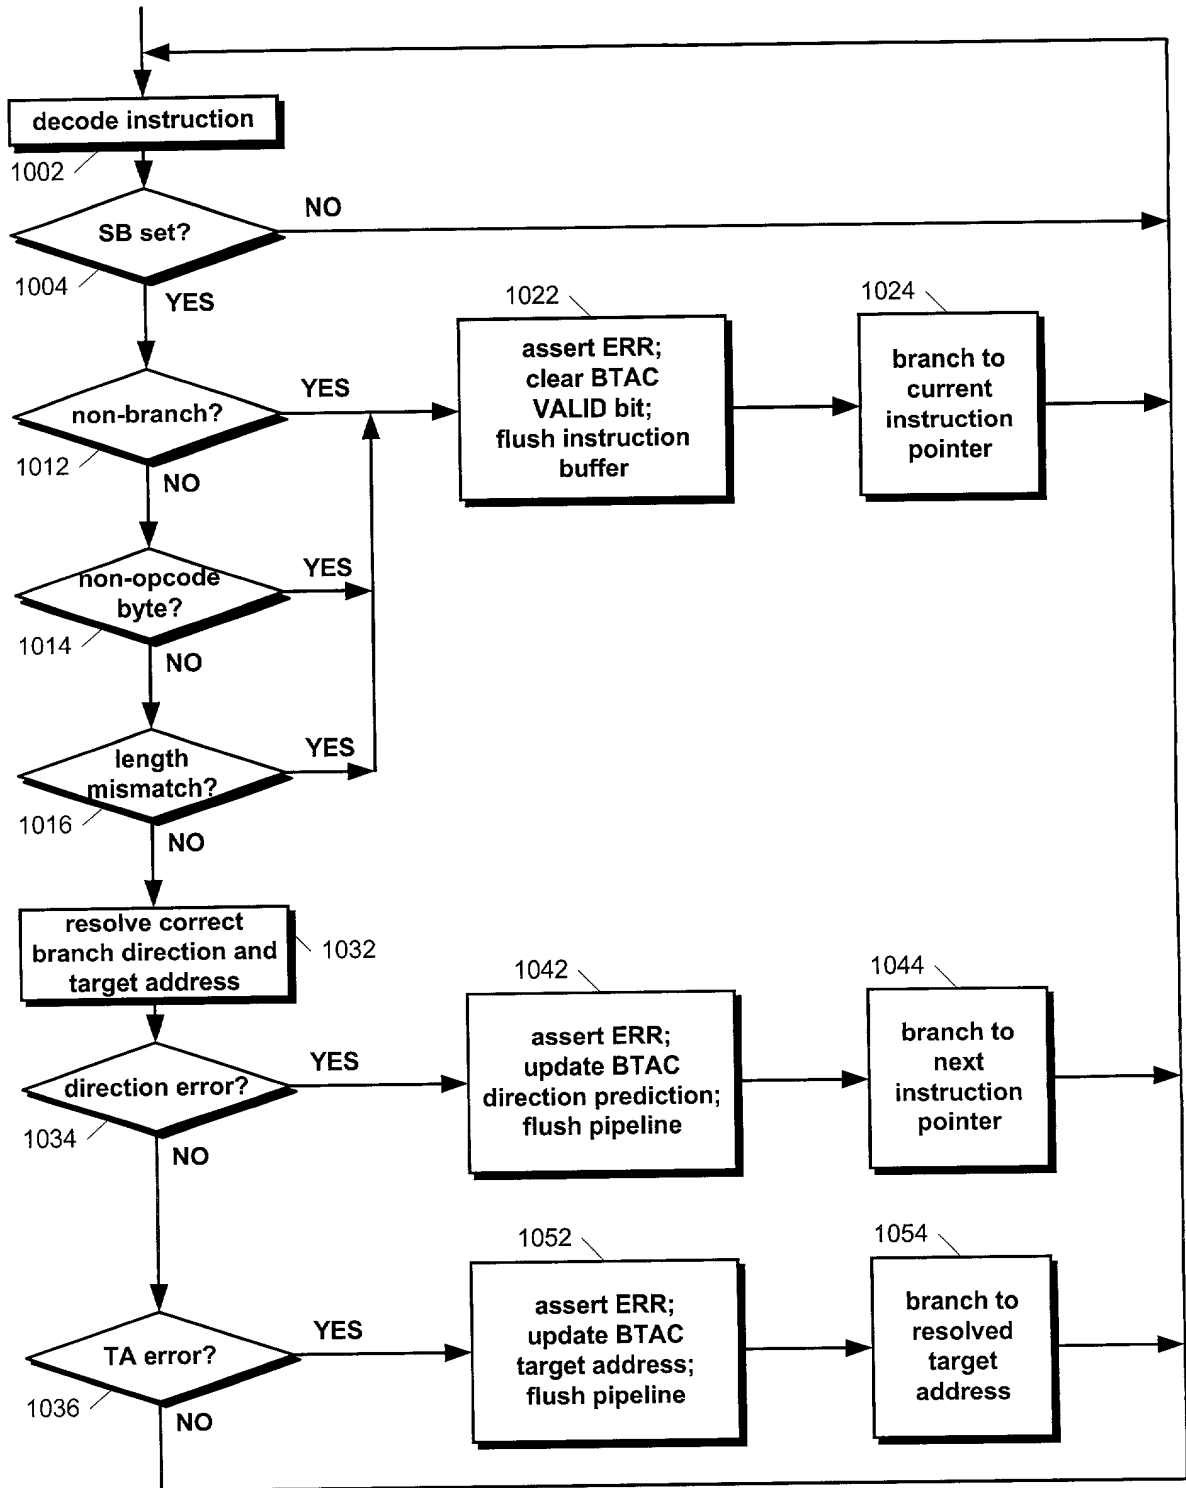 decode instruction
1002
SB set?
NO
1004
YES
1022
1024
assert ERR;
clear BTAC
VALID bit;
flush instruction
buffer
branch to
current
instruction
pointer
non-branch?
YES
1012
NO
non-opcode
byte?
YES
1014
NO
length
mismatch?
YES
1016
NO
resolve correct
branch direction and
target address
1032
1042
1044
assert ERR;
update BTAC
direction prediction;
flush pipeline
branch to
next
instruction
pointer
direction error?
YES
1034
NO
1052
1054
assert ERR;
update BTAC
target address;
flush pipeline
branch to
resolved
target
address
TA error?
YES
1036
NO